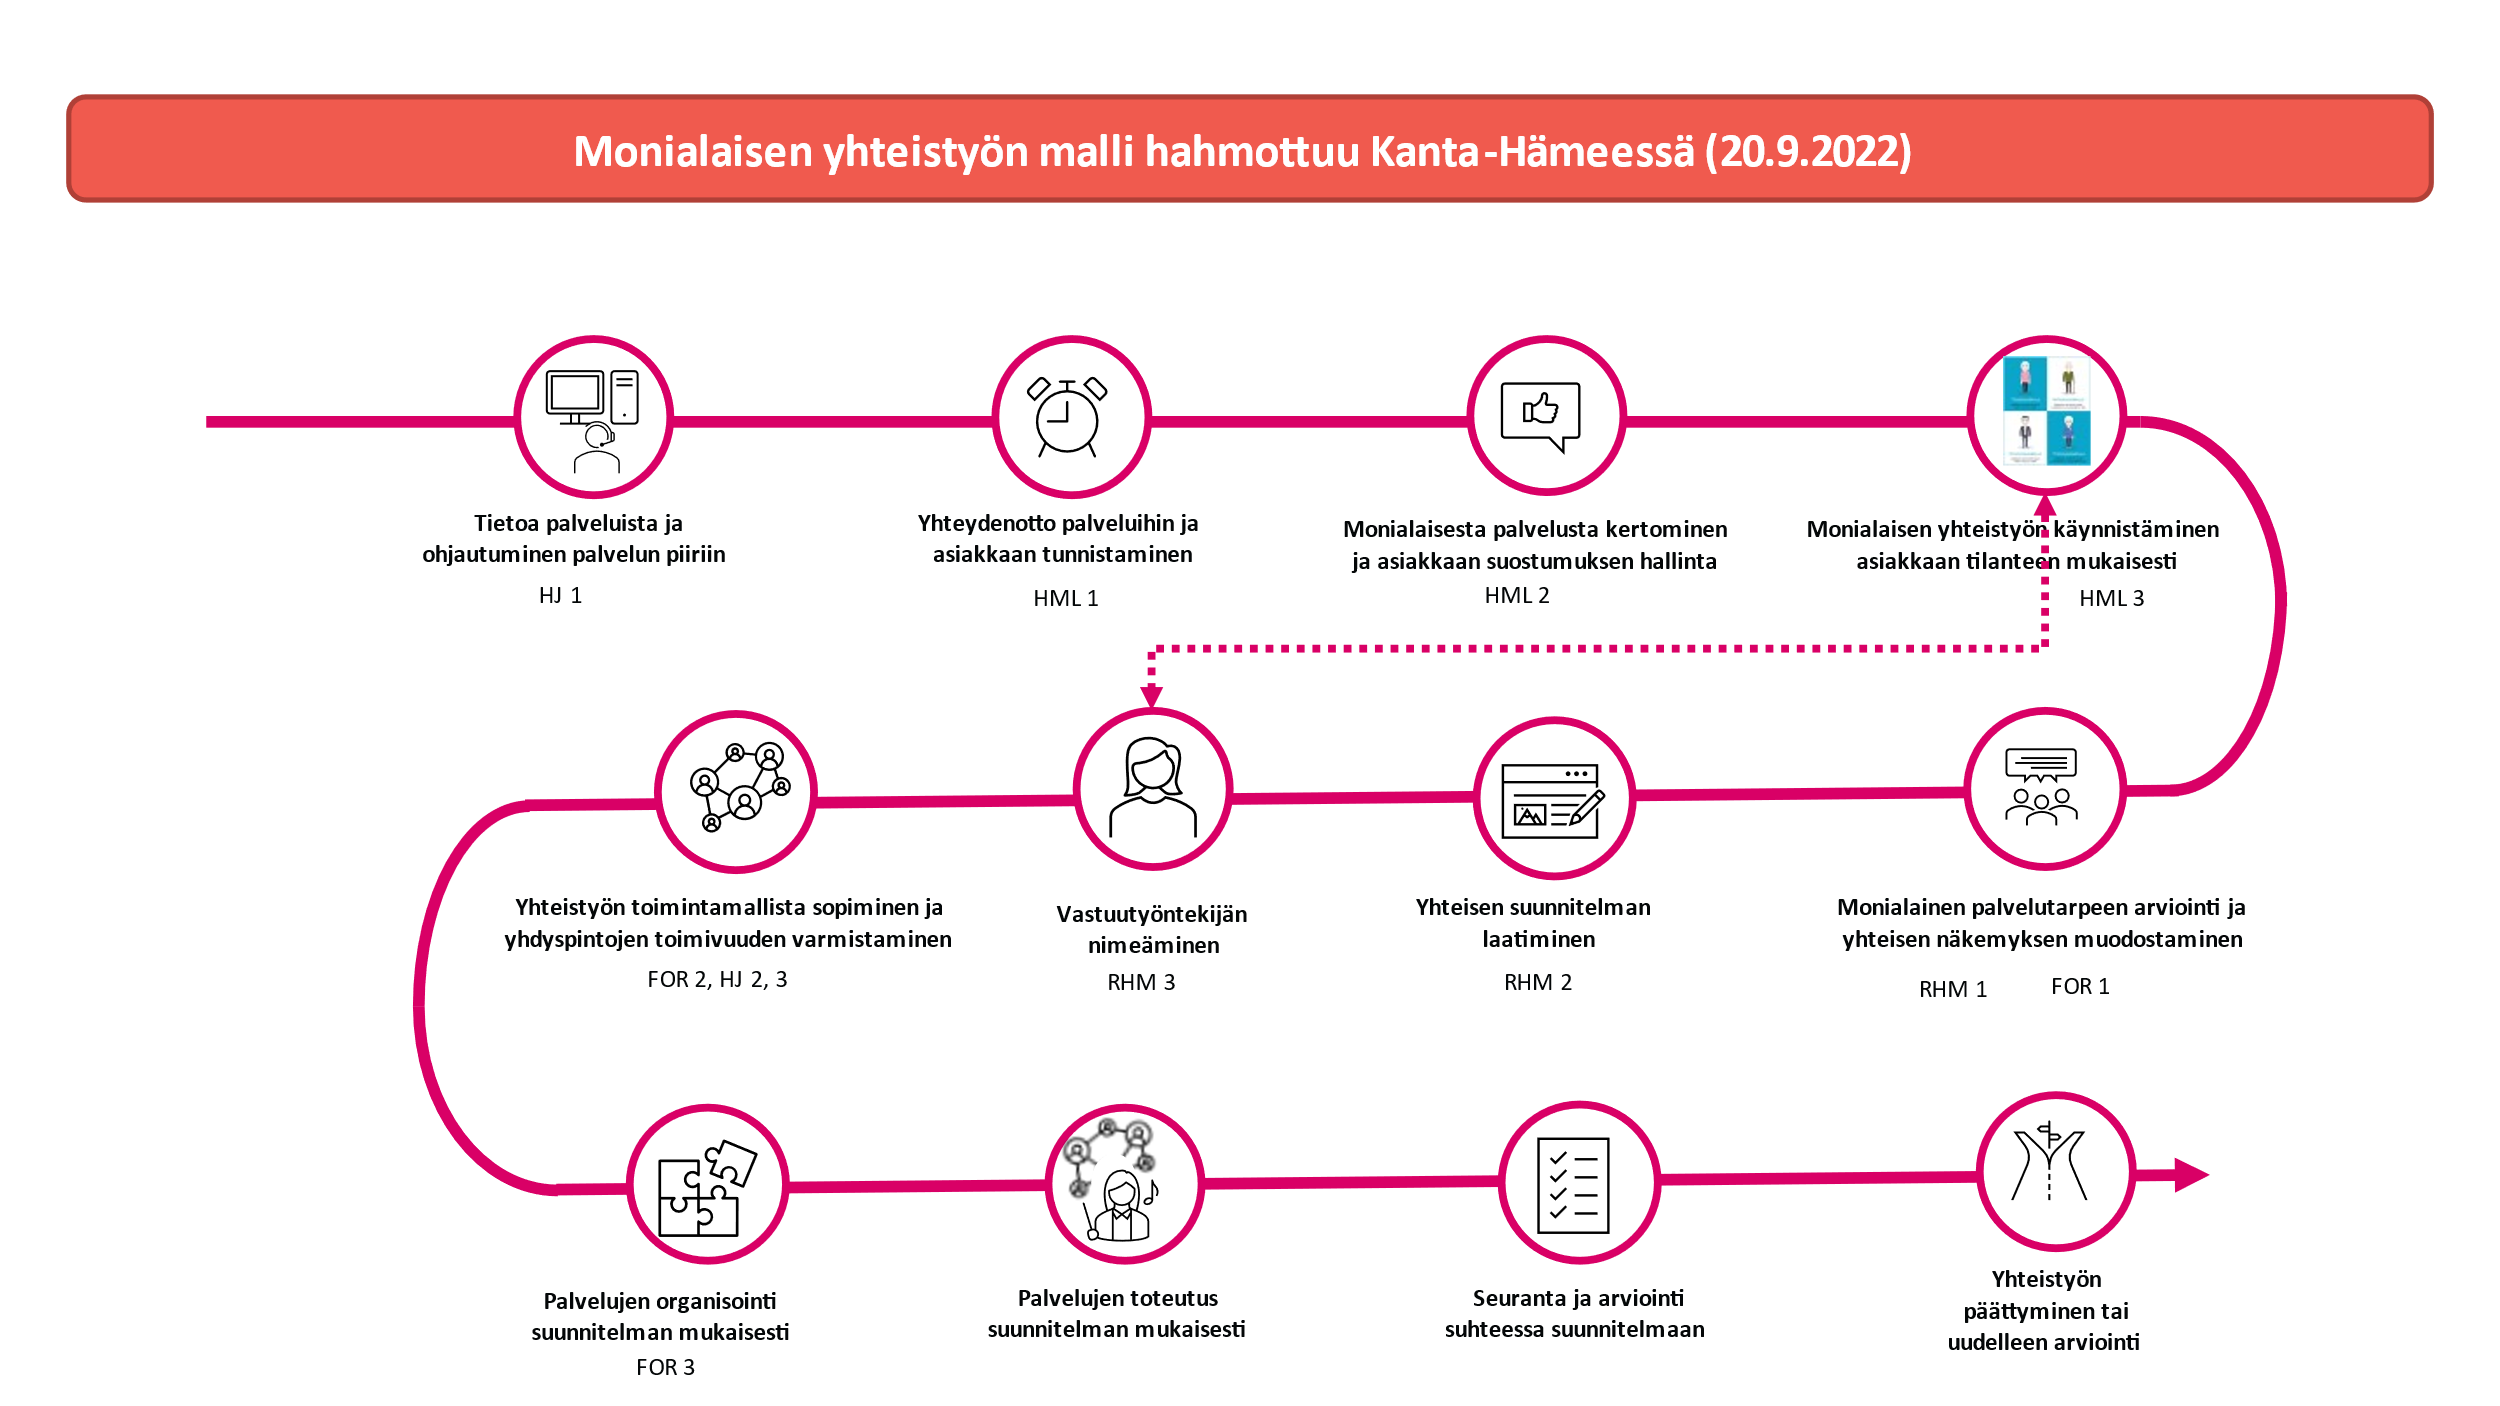 Monialaisen yhteistyön malli hahmottuu Kanta-Hämeessä (20.9.2022)
Tietoa palveluista ja
ohjautuminen palvelun piiriin
HJ 1
Yhteydenotto palveluihin ja
asiakkaan tunnistaminen
HML 1
Monialaisesta palvelusta kertominen
ja asiakkaan suostumuksen hallinta
HML 2
Monialaisen yhteistyön käynnistäminen
asiakkaan tilanteen mukaisesti
HML 3
Monialainen palvelutarpeen arviointi ja
yhteisen näkemyksen muodostaminen
RHM 1
FOR 1
Yhteisen suunnitelman
laatiminen
RHM 2
Vastuutyöntekijän
nimeäminen
RHM 3
Yhteistyön toimintamallista sopiminen ja
yhdyspintojen toimivuuden varmistaminen
FOR 2, HJ 2, 3
Palvelujen organisointi
suunnitelman mukaisesti
FOR 3
Palvelujen toteutus
suunnitelman mukaisesti
Seuranta ja arviointi
suhteessa suunnitelmaan
Yhteistyön
päättyminen tai
uudelleen arviointi